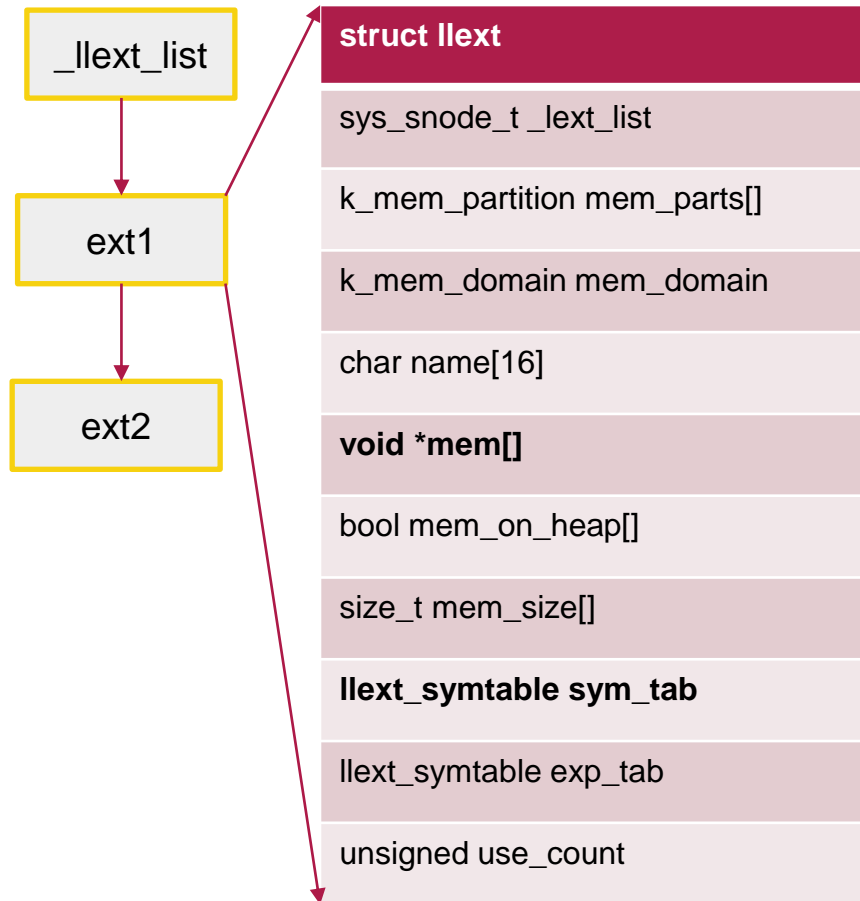 _llext_list
ext1
ext2
struct llext
sys_snode_t _lext_list
k_mem_partition mem_parts[]
k_mem_domain mem_domain
char name[16]
void *mem[]
bool mem_on_heap[]
size_t mem_size[]
llext_symtable sym_tab
llext_symtable exp_tab
unsigned use_count